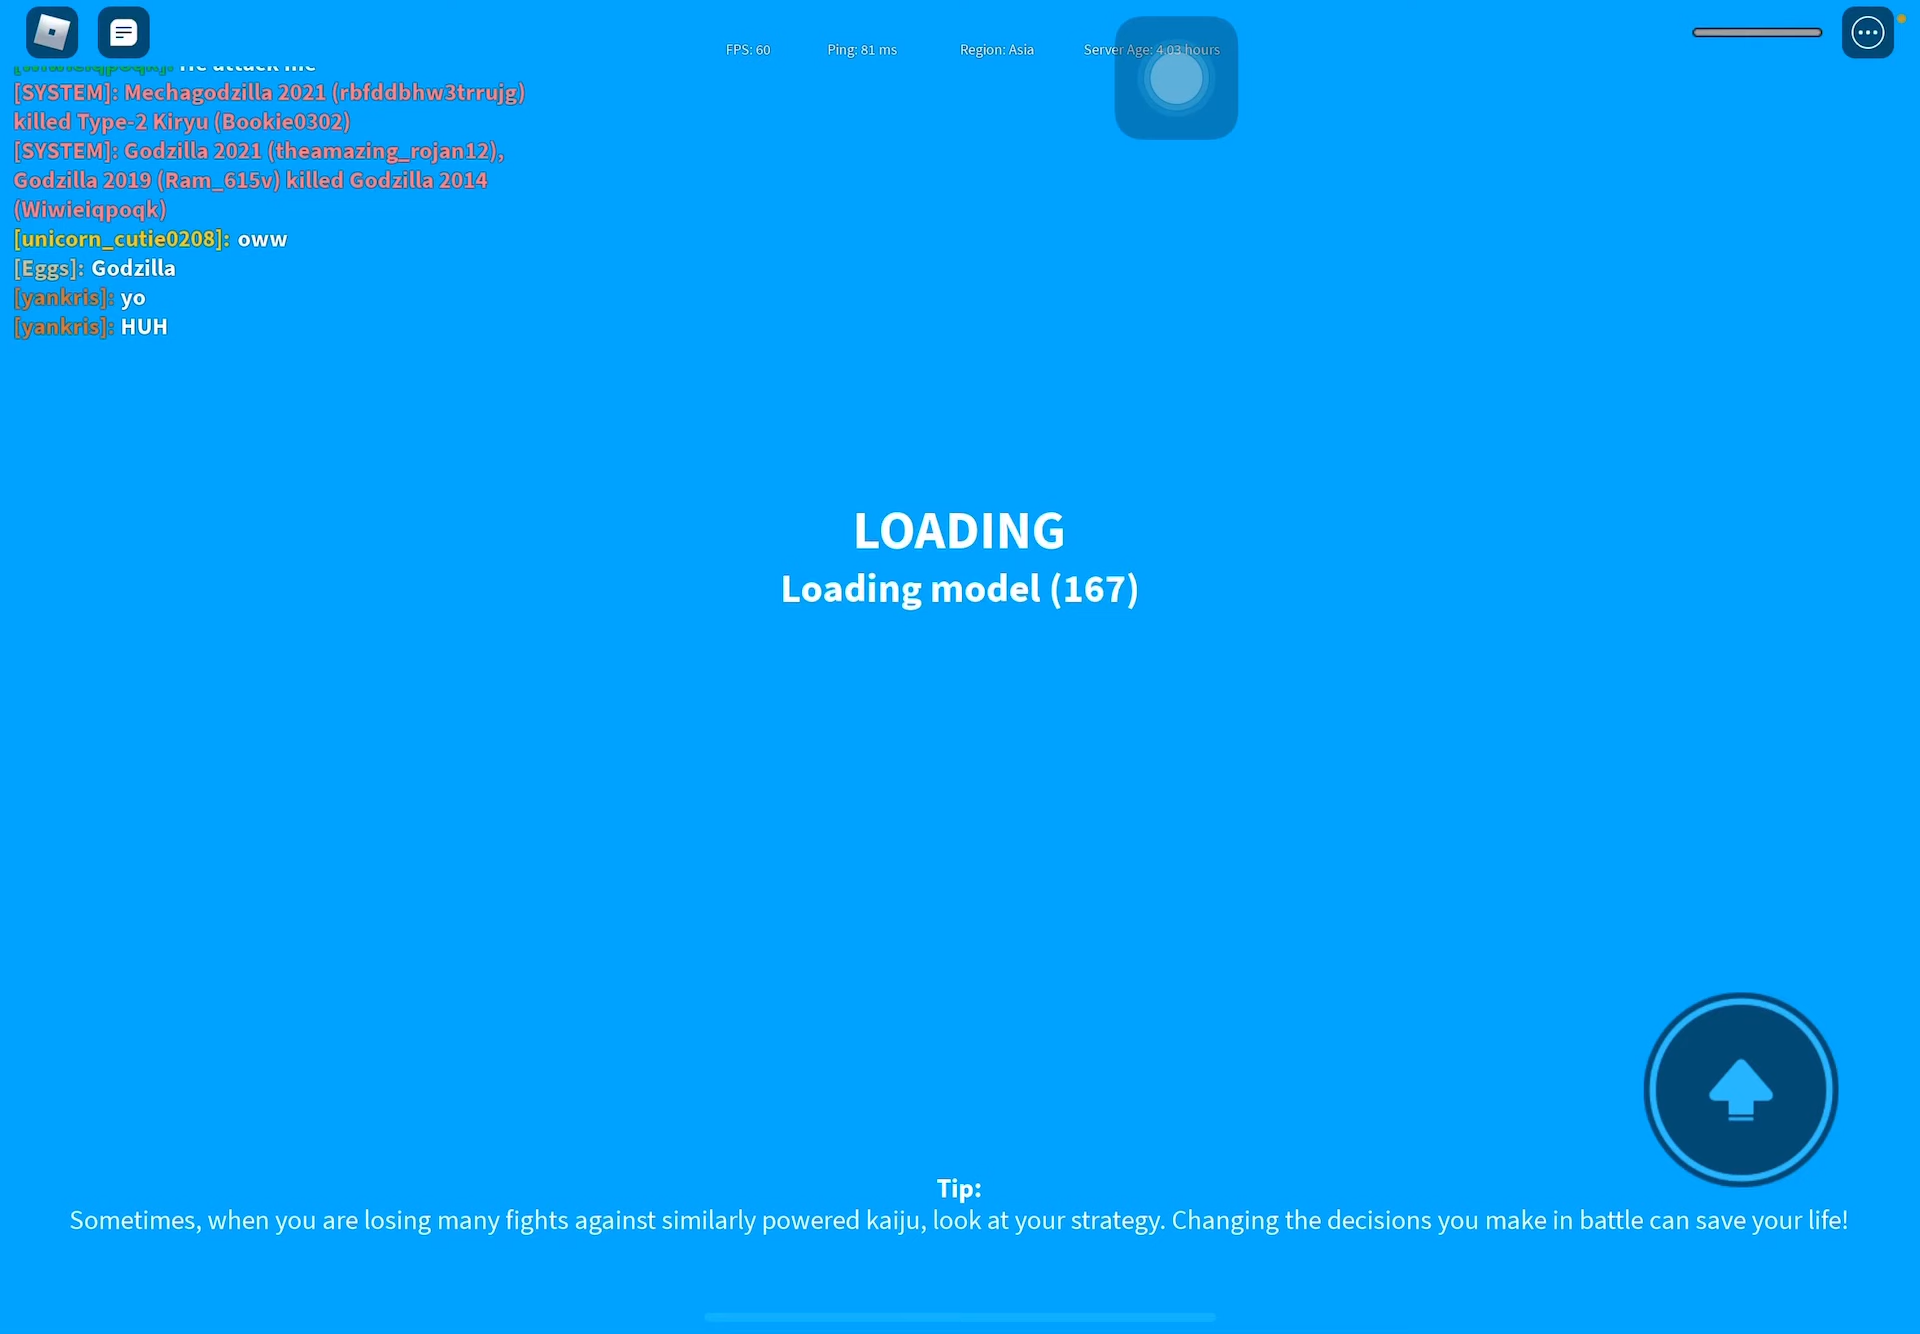 FPS: 60 Ping: 81 ms Region: Asia Server Age: 4.03 hours
He attack me
[SYSTEM]: Mechagodzilla 2021 (rbfddbhw3trrujg)
killed Type-2 Kiryu (Bookie0302)
[SYSTEM]: Godzilla 2021 (theamazing_rojan12),
Godzilla 2019 (Ram_615v) killed Godzilla 2014
(Wiwieiqpoqk)
[unicorn_cutie0208]: oww
[Eggs]: Godzilla
[yankris]: yo
[yankris]: HUH
LOADING
Loading model (167)
Tip:
Sometimes, when you are losing many fights against similarly powered kaiju, look at your strategy. Changing the decisions you make in battle can save your life!